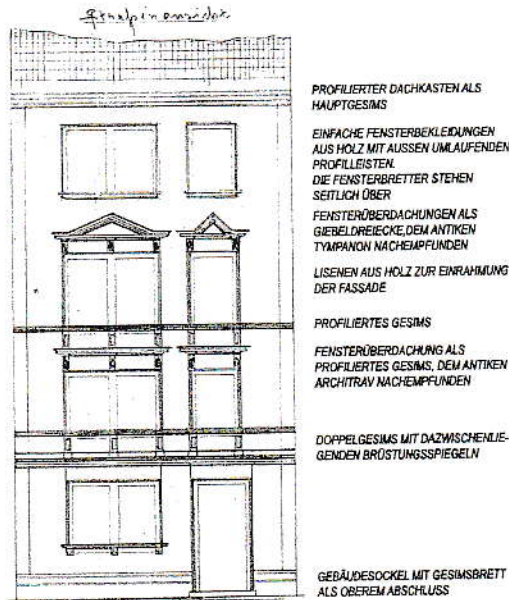 PROFILIERTER DACHKASTEN ALS
HAUPTGESIMS
EINFACHE FENSTERBEKLEIDUNGEN
AUS HOLZ MIT AUSSEN UMLAUFENDEN
PROFILLEISTEN.
DIE FENSTERBRETTER STEHEN
SEITLICH ÜBER
FENSTERÜBERDACHUNGEN ALS
GIEBELDREIECKE,DEM ANTIKEN
TYMPANON NACHEMPFUNDEN
LISENEN AUS HOLZ ZUR EINRAHMUNG
DER FASSADE
PROFILIERTES GESIMS
FENSTERÜBERDACHUNG ALS
PROFILIERTES GESIMS, DEM ANTIKEN
ARCHITRAV NACHEMPFUNDEN
DOPPELGESIMS MIT DAZWISCHENLIE-
GENDEN BRÜSTUNGSSPIEGELN
GEBÄUDESOCKEL MIT GESIMSBRETT
ALS OBEREM ABSCHLUSS